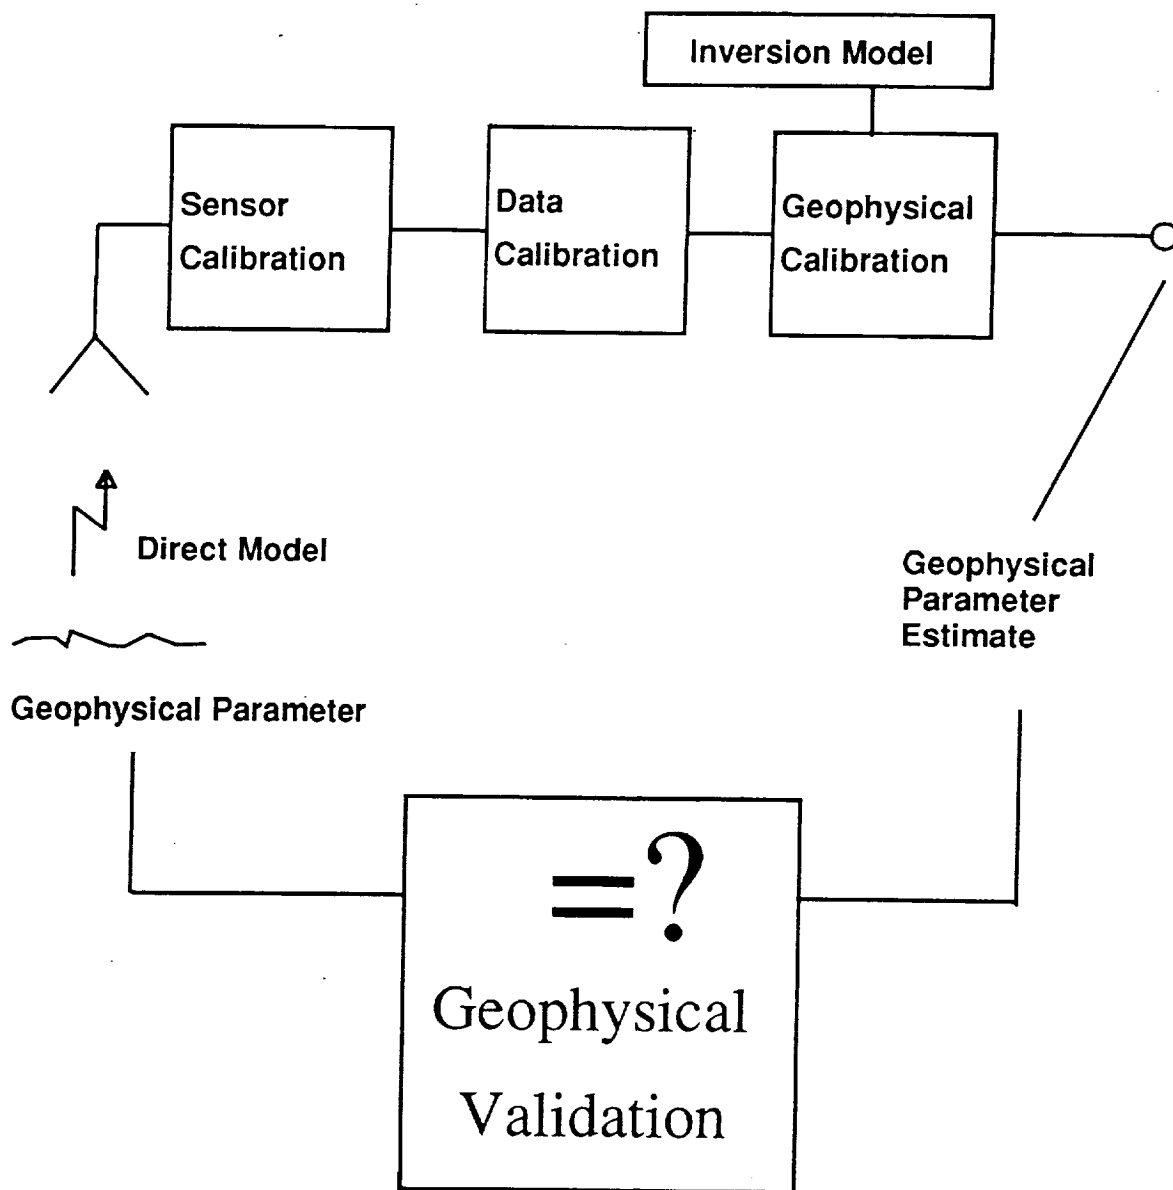 Inversion Model
Sensor
Calibration
Data
Calibration
Geophysical
Calibration
Direct Model
Geophysical
Parameter
Estimate
Geophysical Parameter
=?
Geophysical
Validation